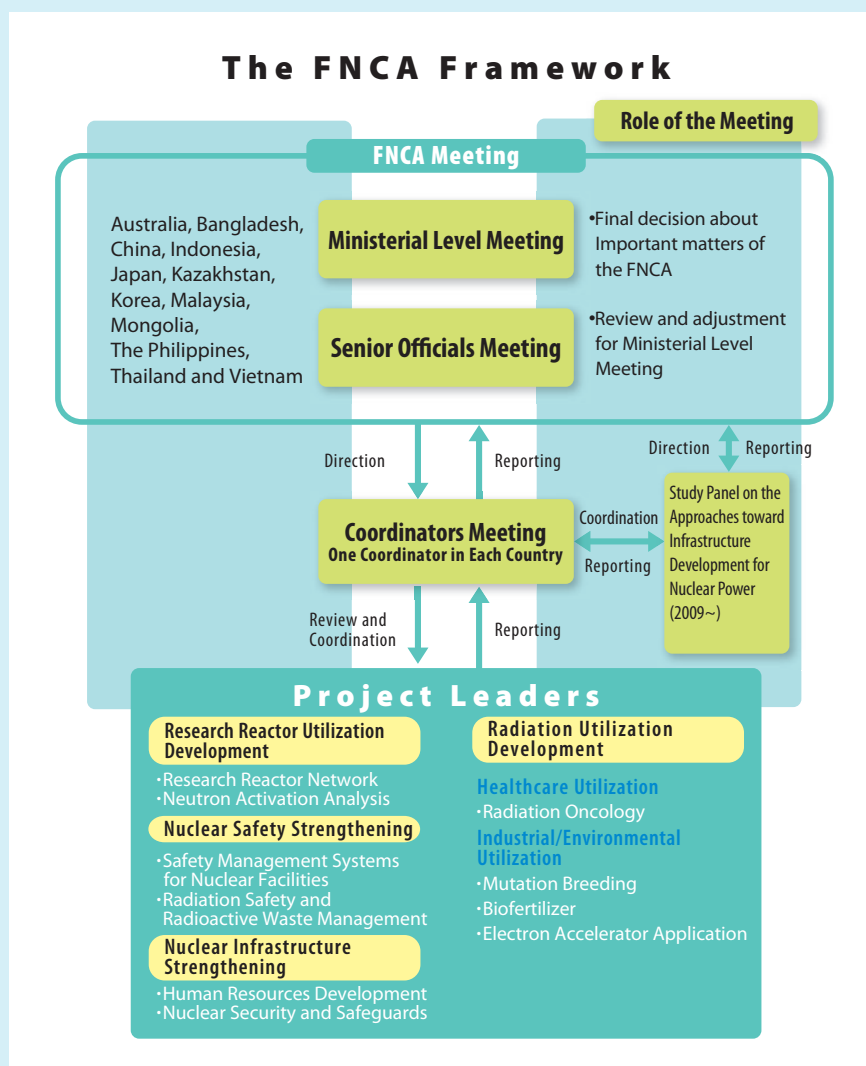 The FNCA Framework
Role of the Meeting
FNCA Meeting
Australia, Bangladesh,
China, Indonesia,
Japan, Kazakhstan,
Korea, Malaysia,
Mongolia,
The Philippines,
Thailand and Vietnam
Ministerial Level Meeting
•Final decision about
Important matters of
the FNCA
Senior Officials Meeting
•Review and adjustment
for Ministerial Level
Meeting
Direction
Reporting
Direction
Reporting
Coordinators Meeting
One Coordinator in Each Country
Coordination
Reporting
Study Panel on the
Approaches toward
Infrastructure
Development for
Nuclear Power
(2009~)
Review and
Coordination
Reporting
Project Leaders
Research Reactor Utilization
Development
･Research Reactor Network
･Neutron Activation Analysis
Nuclear Safety Strengthening
･Safety Management Systems
for Nuclear Facilities
･Radiation Safety and
Radioactive Waste Management
Nuclear Infrastructure
Strengthening
･Human Resources Development
･Nuclear Security and Safeguards
Radiation Utilization
Development
Healthcare Utilization
･Radiation Oncology
Industrial/Environmental
Utilization
･Mutation Breeding
･Biofertilizer
･Electron Accelerator Application